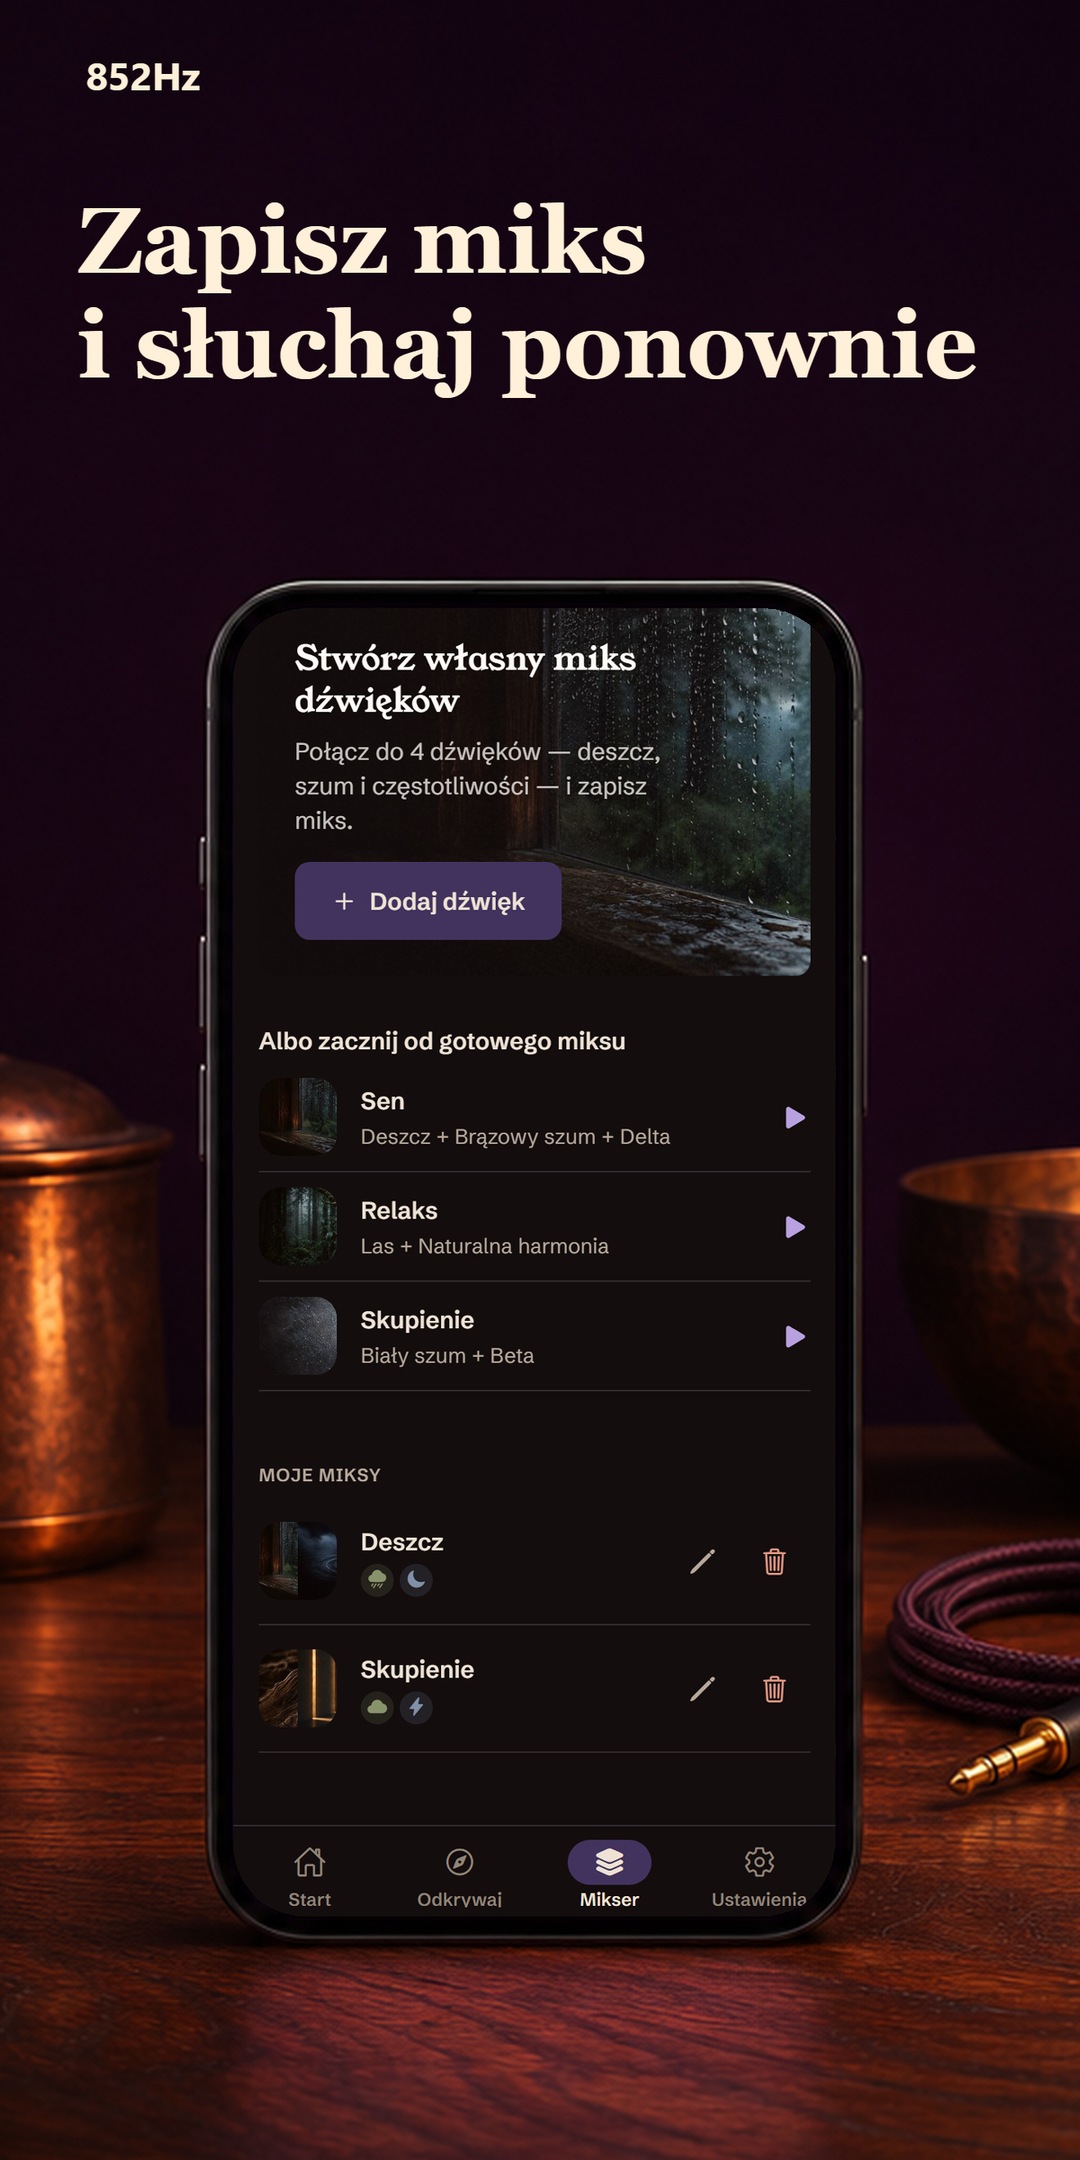 852Hz
Zapisz miks
i słuchaj ponownie
Stwórz własny miks
dźwięków
Połącz do 4 dźwięków — deszcz,
szum i częstotliwości — i zapisz
miks.
+ Dodaj dźwięk
Albo zacznij od gotowego miksu
Sen
Deszcz + Brązowy szum + Delta
Relaks
Las + Naturalna harmonia
Skupienie
Biały szum + Beta
MOJE MIKSY
Deszcz
Skupienie
Start
Odkrywaj
Mikser
Ustawienia